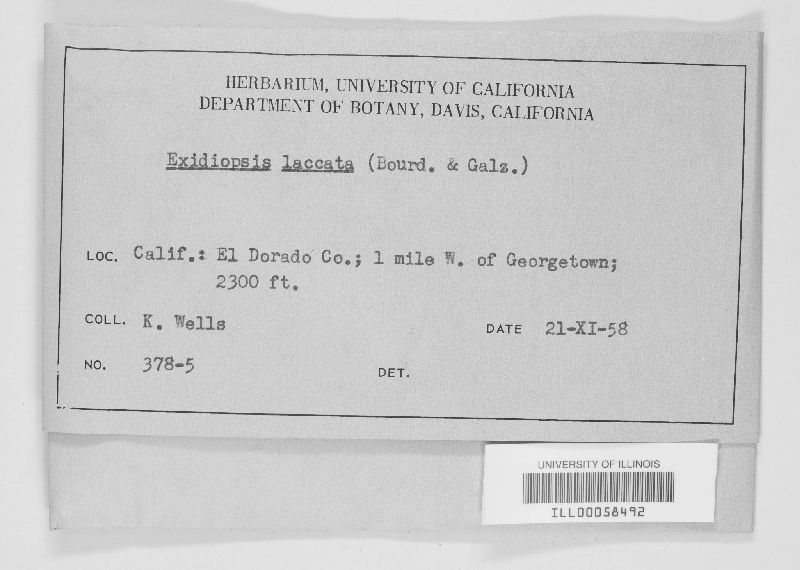 HERBARIUM, UNIVERSITY OF CALIFORNIA
DEPARTMENT OF BOTANY, DAVIS, CALIFORNIA
Exidiopsis laccata (Bourd. & Galz.)
LOC. Calif.: El Dorado Co.; 1 mile W. of Georgetown;
2300 ft.
COLL. K. Wells DATE 21-XI-58
NO. 378-5 DET.
UNIVERSITY OF ILLINOIS
ILL00058492